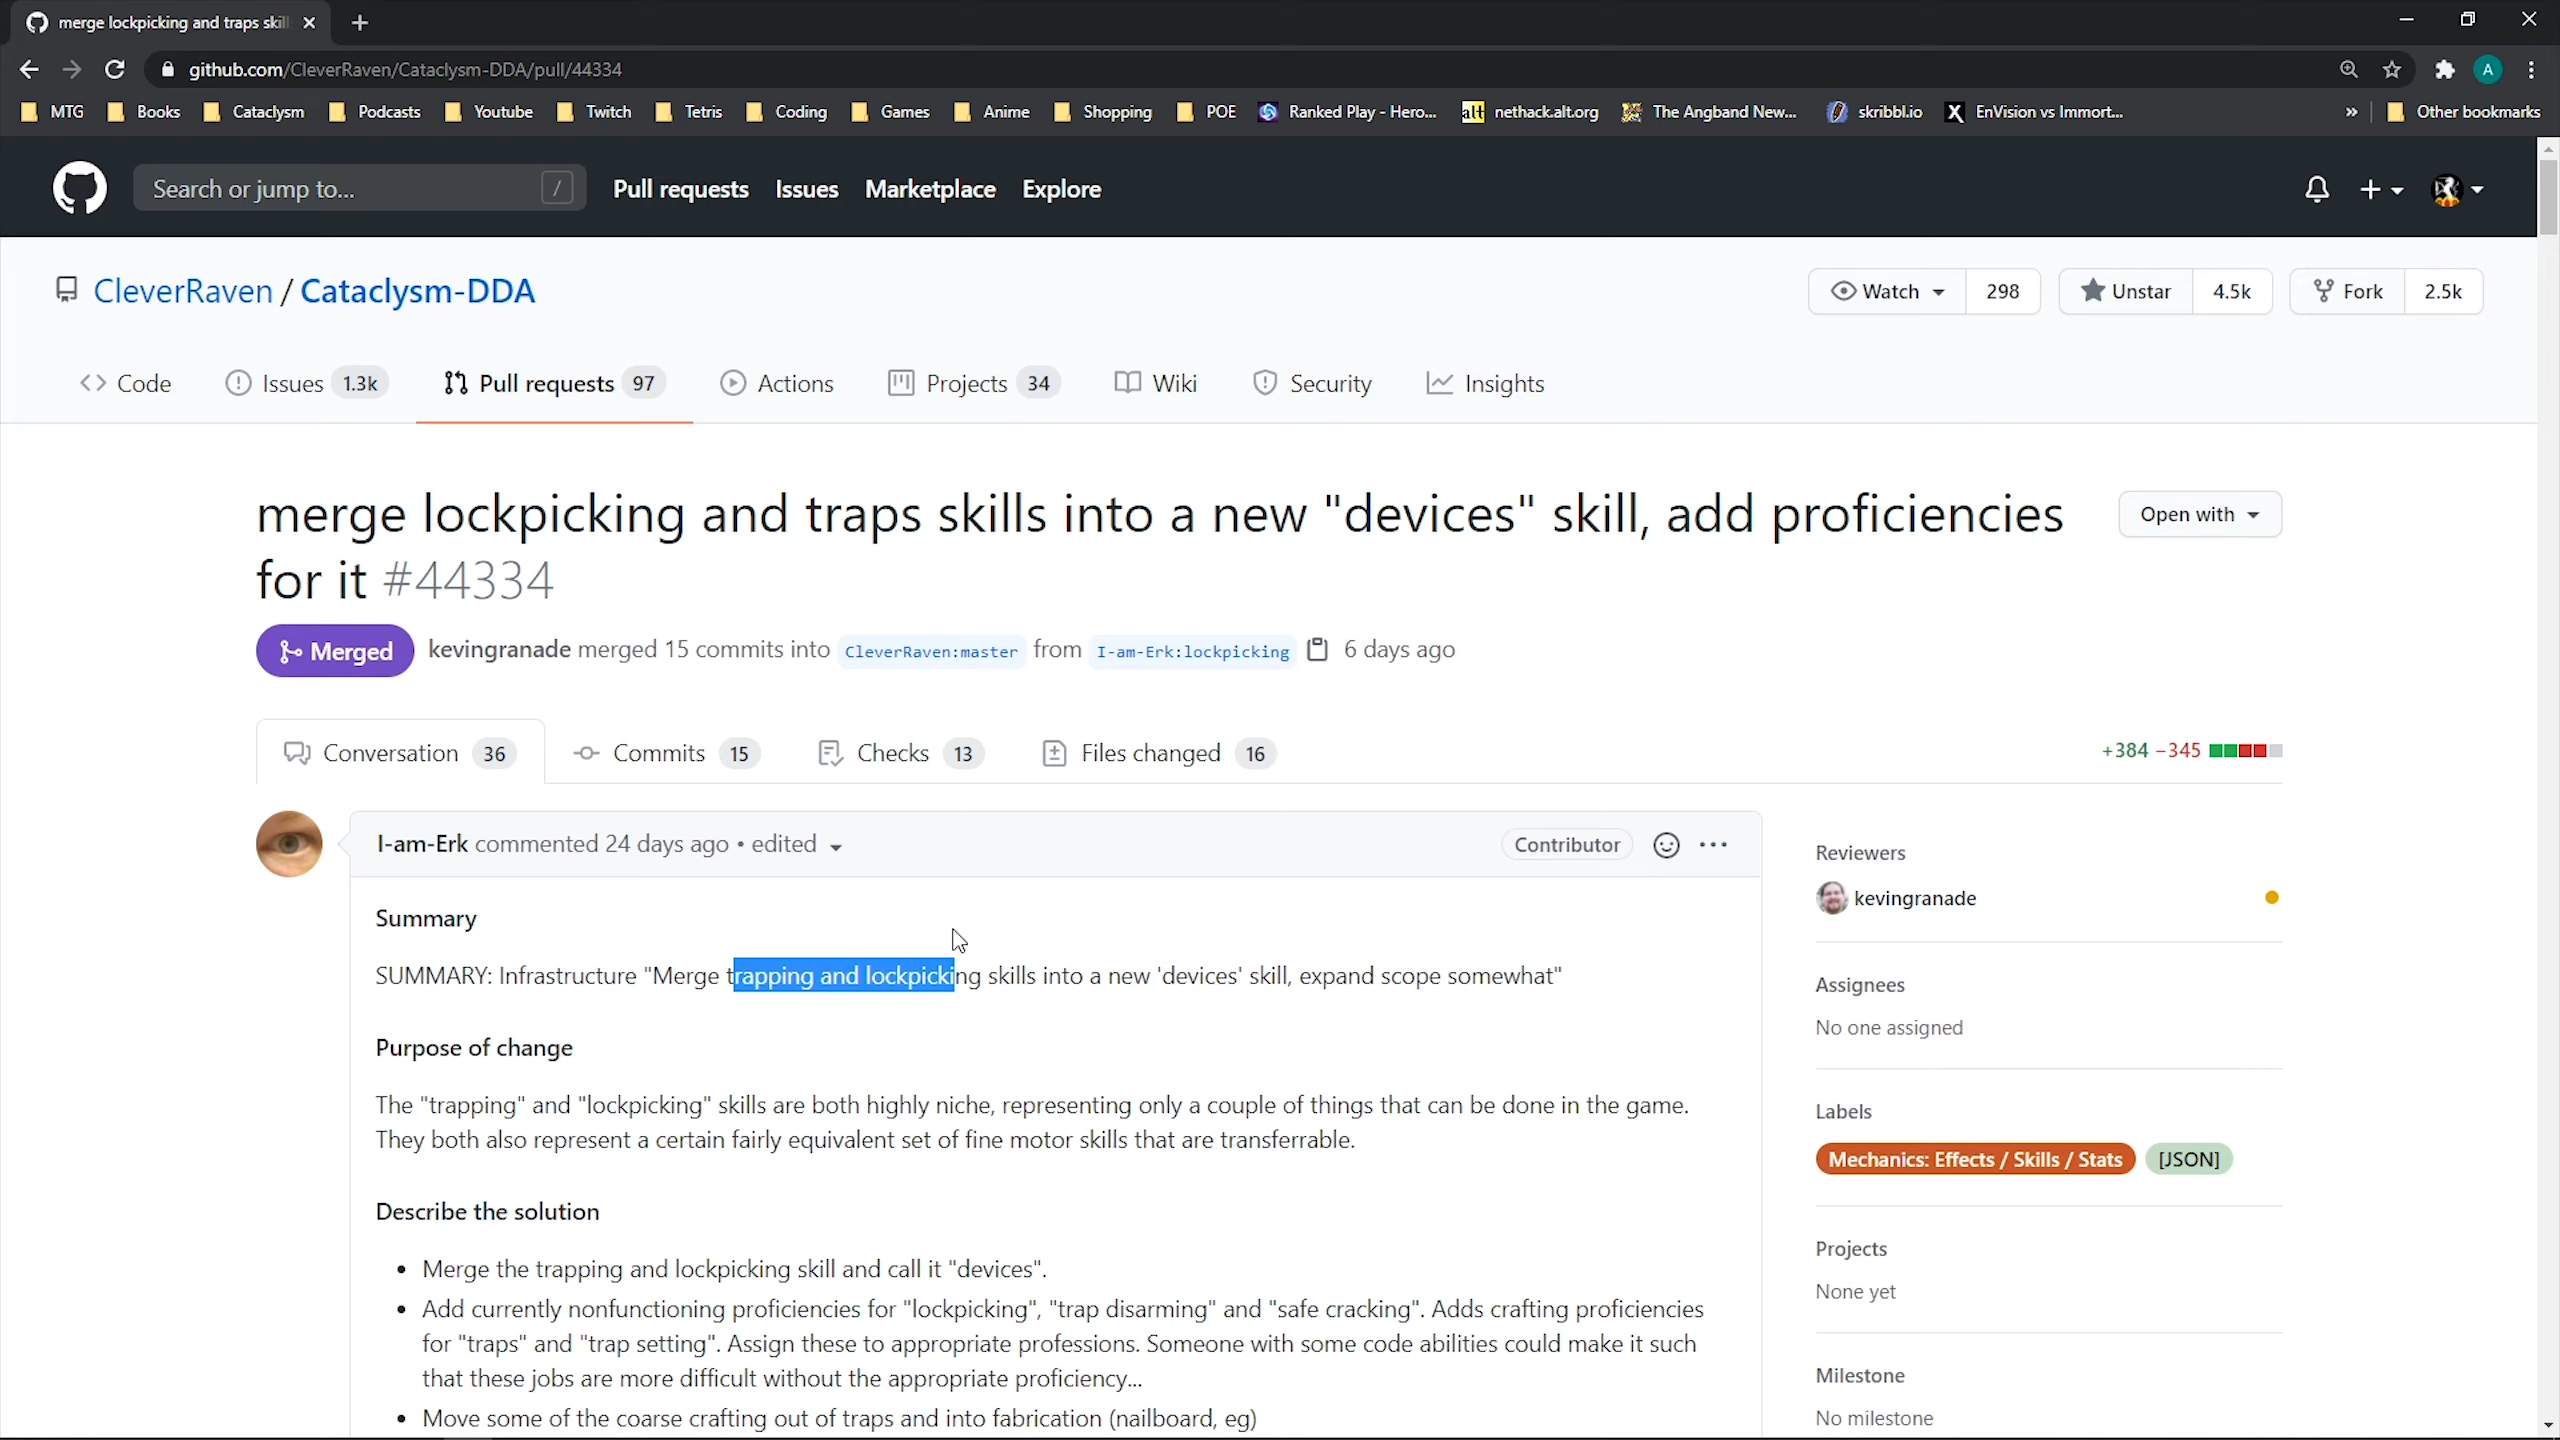 merge lockpicking and traps skil
github.com/CleverRaven/Cataclysm-DDA/pull/44334
A
MTG Books Cataclysm Podcasts Youtube Twitch Tetris Coding Games Anime Shopping POE Ranked Play - Hero... alt nethack.alt.org The Angband New... skribbl.io X EnVision vs Immort... » Other bookmarks
Search or jump to... / Pull requests Issues Marketplace Explore
CleverRaven / Cataclysm-DDA Watch 298 Unstar 4.5k Fork 2.5k
Code Issues 1.3k Pull requests 97 Actions Projects 34 Wiki Security Insights
merge lockpicking and traps skills into a new "devices" skill, add proficiencies
for it #44334
Open with
Merged kevingranade merged 15 commits into CleverRaven:master from I-am-Erk:lockpicking 6 days ago
Conversation 36 Commits 15 Checks 13 Files changed 16 +384 −345
I-am-Erk commented 24 days ago • edited Contributor
Summary
SUMMARY: Infrastructure "Merge trapping and lockpicking skills into a new 'devices' skill, expand scope somewhat"
Purpose of change
The "trapping" and "lockpicking" skills are both highly niche, representing only a couple of things that can be done in the game.
They both also represent a certain fairly equivalent set of fine motor skills that are transferrable.
Describe the solution
• Merge the trapping and lockpicking skill and call it "devices".
• Add currently nonfunctioning proficiencies for "lockpicking", "trap disarming" and "safe cracking". Adds crafting proficiencies
for "traps" and "trap setting". Assign these to appropriate professions. Someone with some code abilities could make it such
that these jobs are more difficult without the appropriate proficiency...
• Move some of the coarse crafting out of traps and into fabrication (nailboard, eg)
Reviewers
kevingranade
Assignees
No one assigned
Labels
Mechanics: Effects / Skills / Stats [JSON]
Projects
None yet
Milestone
No milestone